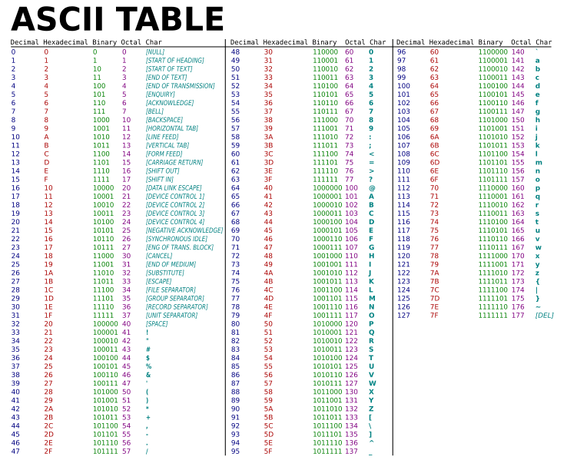 ASCII TABLE
Decimal Hexadecimal Binary Octal Char
0 0 0 0 [NULL]
1 1 1 1 [START OF HEADING]
2 2 10 2 [START OF TEXT]
3 3 11 3 [END OF TEXT]
4 4 100 4 [END OF TRANSMISSION]
5 5 101 5 [ENQUIRY]
6 6 110 6 [ACKNOWLEDGE]
7 7 111 7 [BELL]
8 8 1000 10 [BACKSPACE]
9 9 1001 11 [HORIZONTAL TAB]
10 A 1010 12 [LINE FEED]
11 B 1011 13 [VERTICAL TAB]
12 C 1100 14 [FORM FEED]
13 D 1101 15 [CARRIAGE RETURN]
14 E 1110 16 [SHIFT OUT]
15 F 1111 17 [SHIFT IN]
16 10 10000 20 [DATA LINK ESCAPE]
17 11 10001 21 [DEVICE CONTROL 1]
18 12 10010 22 [DEVICE CONTROL 2]
19 13 10011 23 [DEVICE CONTROL 3]
20 14 10100 24 [DEVICE CONTROL 4]
21 15 10101 25 [NEGATIVE ACKNOWLEDGE]
22 16 10110 26 [SYNCHRONOUS IDLE]
23 17 10111 27 [ENG OF TRANS. BLOCK]
24 18 11000 30 [CANCEL]
25 19 11001 31 [END OF MEDIUM]
26 1A 11010 32 [SUBSTITUTE]
27 1B 11011 33 [ESCAPE]
28 1C 11100 34 [FILE SEPARATOR]
29 1D 11101 35 [GROUP SEPARATOR]
30 1E 11110 36 [RECORD SEPARATOR]
31 1F 11111 37 [UNIT SEPARATOR]
32 20 100000 40 [SPACE]
33 21 100001 41 !
34 22 100010 42 "
35 23 100011 43 #
36 24 100100 44 $
37 25 100101 45 %
38 26 100110 46 &
39 27 100111 47 '
40 28 101000 50 (
41 29 101001 51 )
42 2A 101010 52 *
43 2B 101011 53 +
44 2C 101100 54 ,
45 2D 101101 55 -
46 2E 101110 56 .
47 2F 101111 57 /
Decimal Hexadecimal Binary Octal Char
48 30 110000 60 0
49 31 110001 61 1
50 32 110010 62 2
51 33 110011 63 3
52 34 110100 64 4
53 35 110101 65 5
54 36 110110 66 6
55 37 110111 67 7
56 38 111000 70 8
57 39 111001 71 9
58 3A 111010 72 :
59 3B 111011 73 ;
60 3C 111100 74 <
61 3D 111101 75 =
62 3E 111110 76 >
63 3F 111111 77 ?
64 40 1000000 100 @
65 41 1000001 101 A
66 42 1000010 102 B
67 43 1000011 103 C
68 44 1000100 104 D
69 45 1000101 105 E
70 46 1000110 106 F
71 47 1000111 107 G
72 48 1001000 110 H
73 49 1001001 111 I
74 4A 1001010 112 J
75 4B 1001011 113 K
76 4C 1001100 114 L
77 4D 1001101 115 M
78 4E 1001110 116 N
79 4F 1001111 117 O
80 50 1010000 120 P
81 51 1010001 121 Q
82 52 1010010 122 R
83 53 1010011 123 S
84 54 1010100 124 T
85 55 1010101 125 U
86 56 1010110 126 V
87 57 1010111 127 W
88 58 1011000 130 X
89 59 1011001 131 Y
90 5A 1011010 132 Z
91 5B 1011011 133 [
92 5C 1011100 134 \
93 5D 1011101 135 ]
94 5E 1011110 136 ^
95 5F 1011111 137 _
Decimal Hexadecimal Binary Octal Char
96 60 1100000 140 `
97 61 1100001 141 a
98 62 1100010 142 b
99 63 1100011 143 c
100 64 1100100 144 d
101 65 1100101 145 e
102 66 1100110 146 f
103 67 1100111 147 g
104 68 1101000 150 h
105 69 1101001 151 i
106 6A 1101010 152 j
107 6B 1101011 153 k
108 6C 1101100 154 l
109 6D 1101101 155 m
110 6E 1101110 156 n
111 6F 1101111 157 o
112 70 1110000 160 p
113 71 1110001 161 q
114 72 1110010 162 r
115 73 1110011 163 s
116 74 1110100 164 t
117 75 1110101 165 u
118 76 1110110 166 v
119 77 1110111 167 w
120 78 1111000 170 x
121 79 1111001 171 y
122 7A 1111010 172 z
123 7B 1111011 173 {
124 7C 1111100 174 |
125 7D 1111101 175 }
126 7E 1111110 176 ~
127 7F 1111111 177 [DEL]